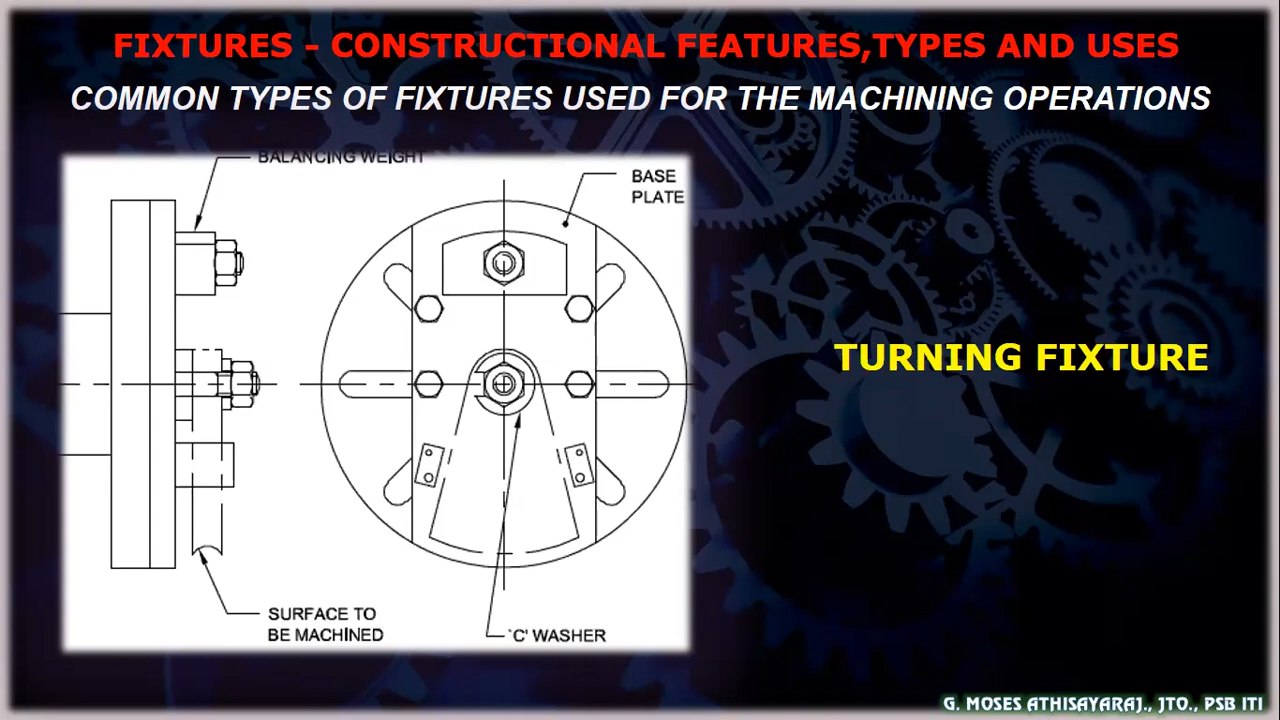 FIXTURES - CONSTRUCTIONAL FEATURES,TYPES AND USES
COMMON TYPES OF FIXTURES USED FOR THE MACHINING OPERATIONS
BALANCING WEIGHT
BASE
PLATE
TURNING FIXTURE
SURFACE TO
BE MACHINED
`C' WASHER
G. MOSES ATHISAYARAJ., JTO., PSB ITI